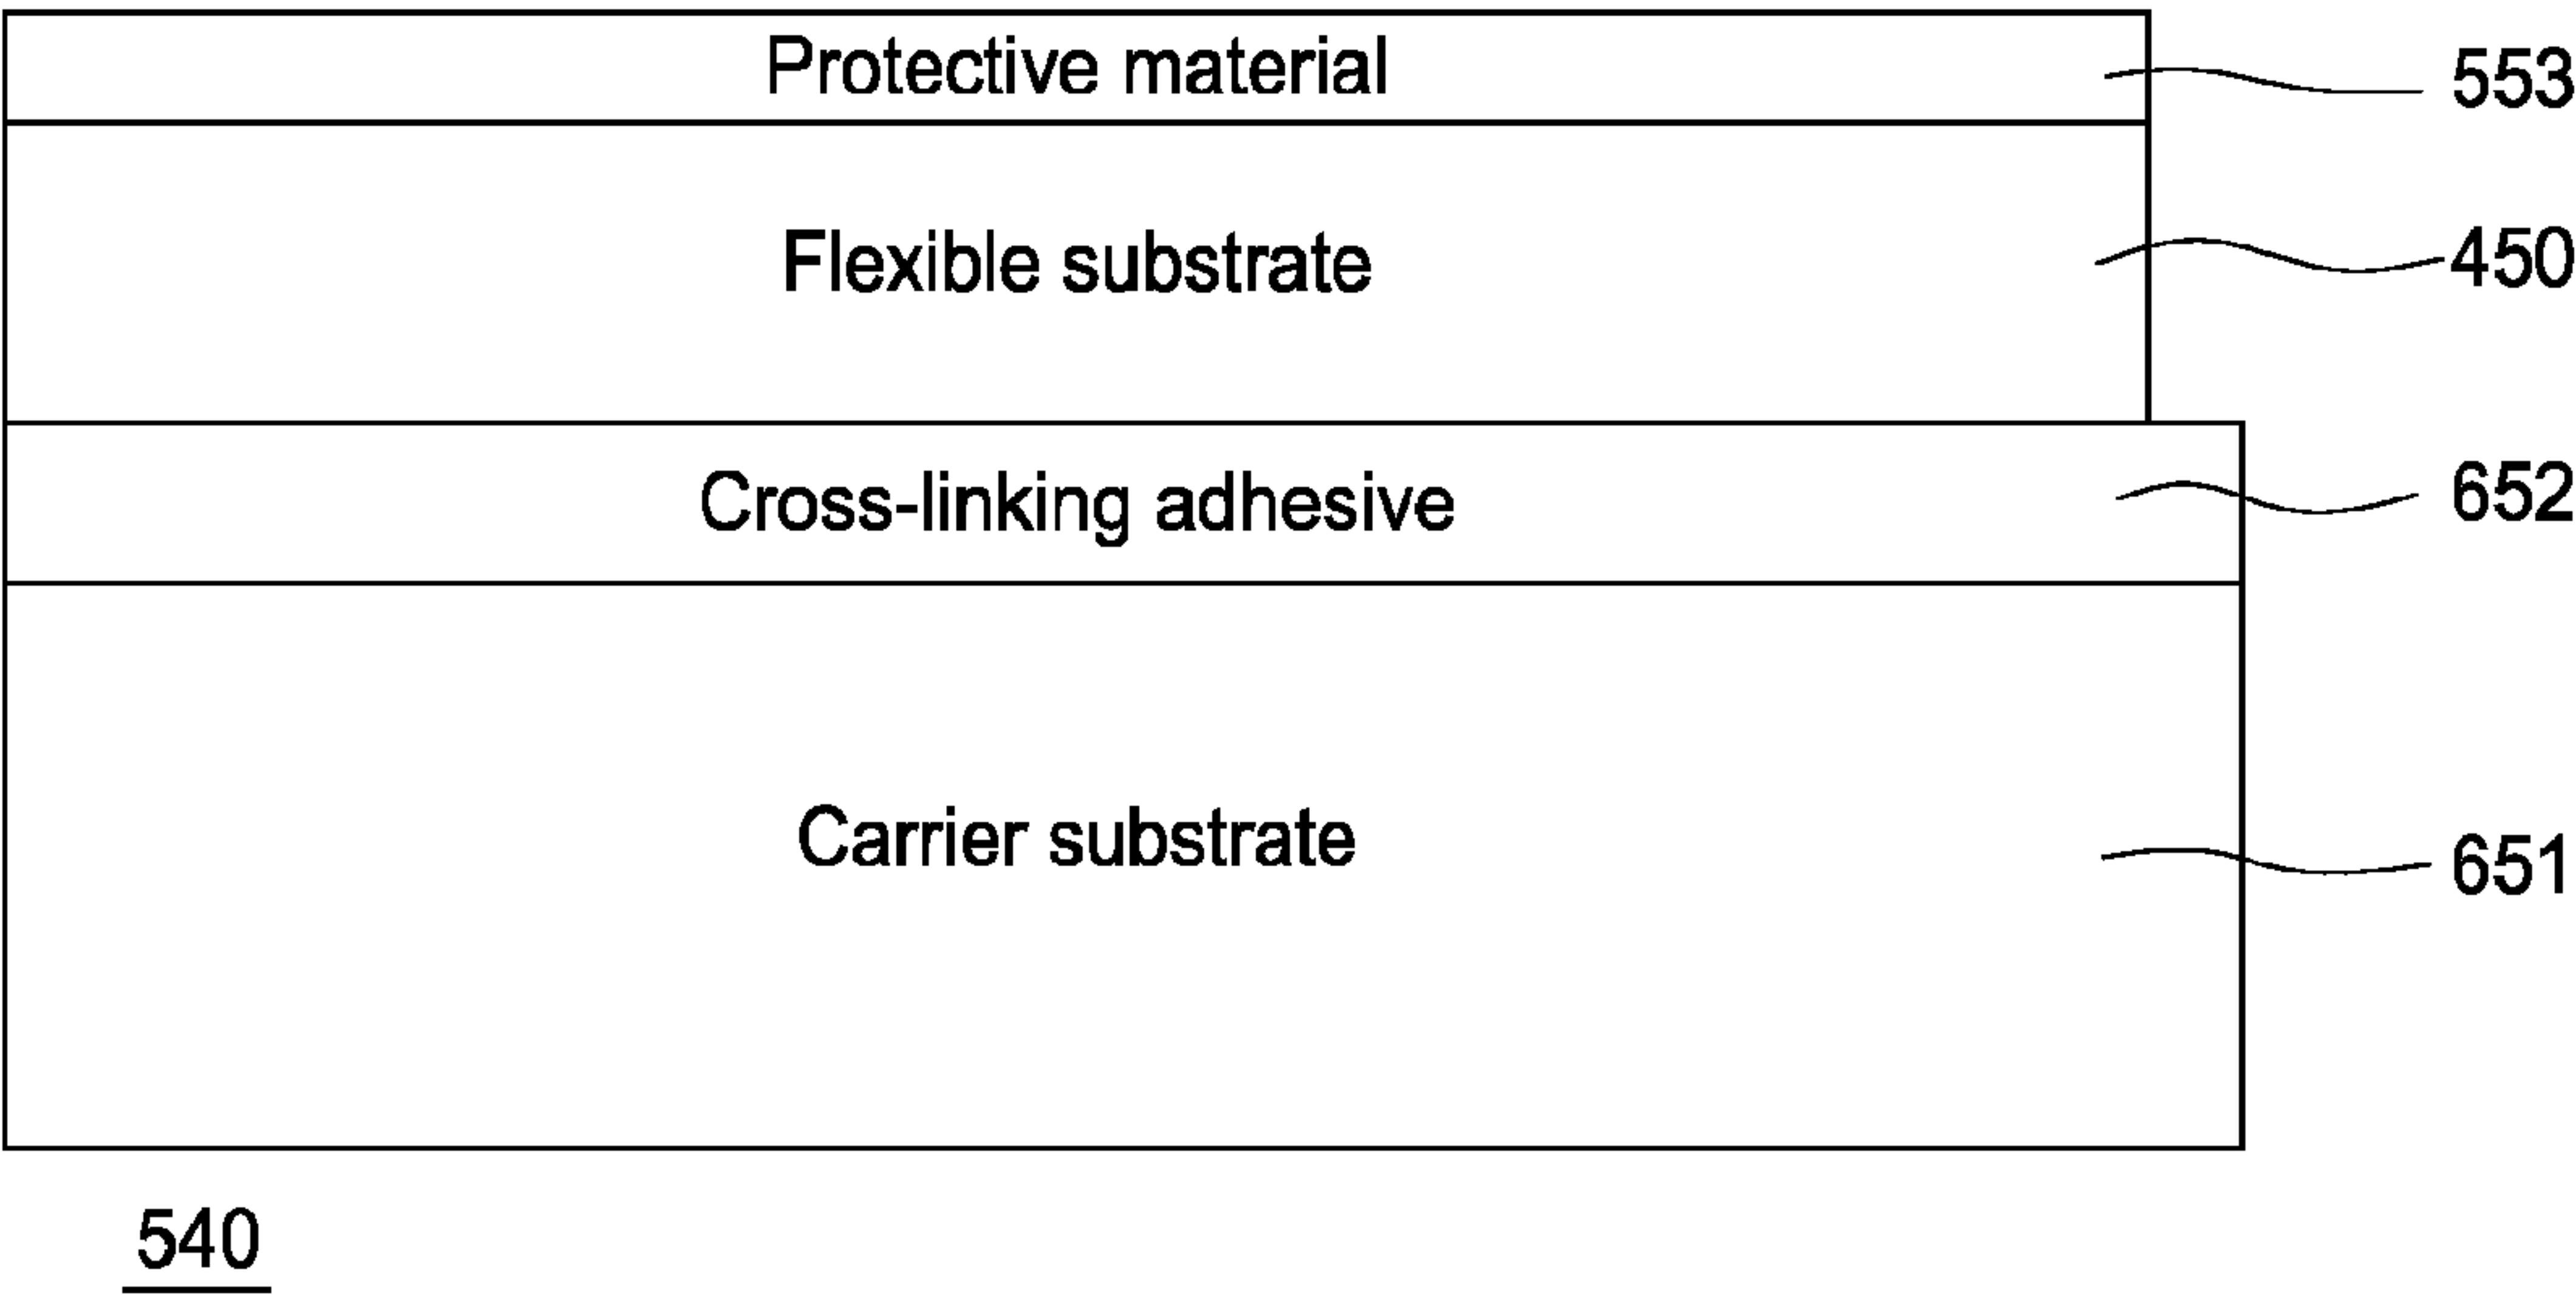 Protective material
553
Flexible substrate
450
Cross-linking adhesive
652
Carrier substrate
651
540